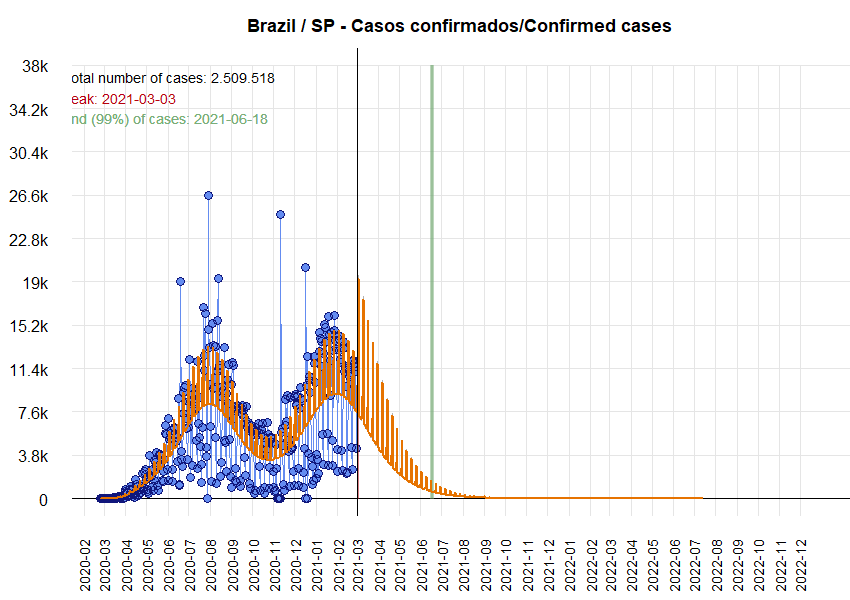 Brazil / SP - Casos confirmados/Confirmed cases
38k
otal number of cases: 2.509.518
eak: 2021-03-03
nd (99%) of cases: 2021-06-18
34.2k
30.4k
26.6k
22.8k
19k
15.2k
11.4k
7.6k
3.8k
0
2020-02
2020-03
2020-04
2020-05
2020-06
2020-07
2020-08
2020-09
2020-10
2020-11
2020-12
2021-01
2021-02
2021-03
2021-04
2021-05
2021-06
2021-07
2021-08
2021-09
2021-10
2021-11
2021-12
2022-01
2022-02
2022-03
2022-04
2022-05
2022-06
2022-07
2022-08
2022-09
2022-10
2022-11
2022-12